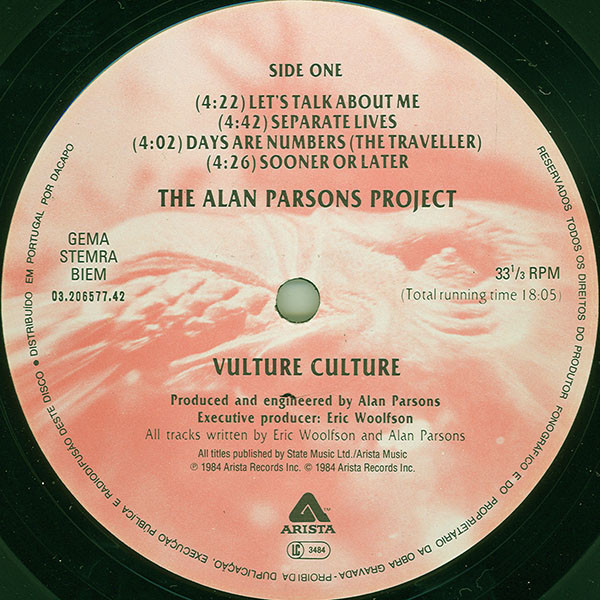 SIDE ONE
(4:22) LET'S TALK ABOUT ME
(4:42) SEPARATE LIVES
(4:02) DAYS ARE NUMBERS (THE TRAVELLER)
(4:26) SOONER OR LATER
THE ALAN PARSONS PROJECT
GEMA
STEMRA
BIEM
03.206577.42
33 1/3 RPM
(Total running time 18:05)
VULTURE CULTURE
Produced and engineered by Alan Parsons
Executive producer: Eric Woolfson
All tracks written by Eric Woolfson and Alan Parsons
All titles published by State Music Ltd./Arista Music
℗ 1984 Arista Records Inc. © 1984 Arista Records Inc.
ARISTA™
LC 3484
RESERVADOS TODOS OS DIREITOS DO PRODUTOR FONOGRÁFICO E DO PROPRIETÁRIO DA OBRA GRAVADA-PROIBIDA DUPLICAÇÃO, EXECUÇÃO PUBLICA E RADIODIFUSÃO DESTE DISCO • DISTRIBUÍDO EM PORTUGAL POR DACAPO